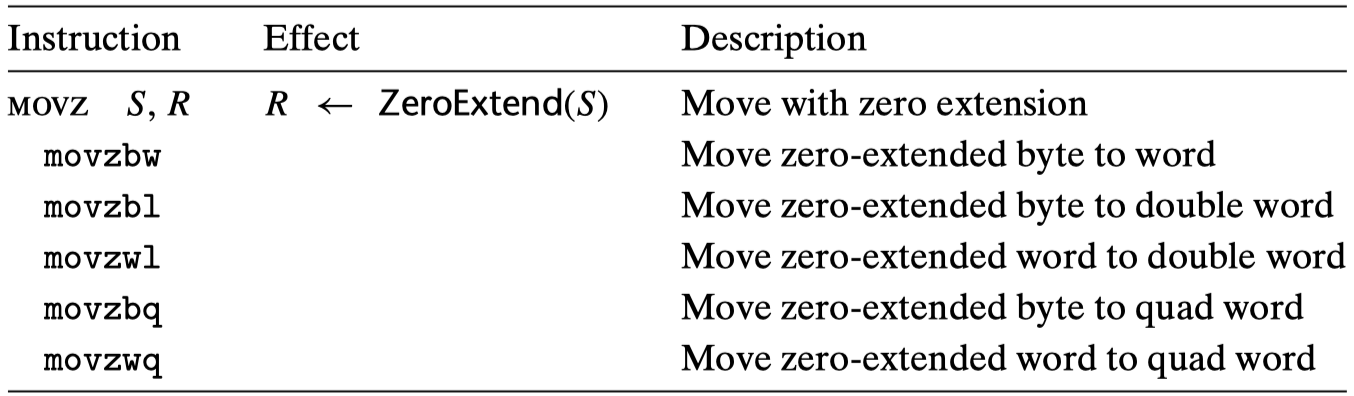 Instruction Effect Description
MOVZ S, R R ← ZeroExtend(S) Move with zero extension
movzbw Move zero-extended byte to word
movzbl Move zero-extended byte to double word
movzwl Move zero-extended word to double word
movzbq Move zero-extended byte to quad word
movzwq Move zero-extended word to quad word